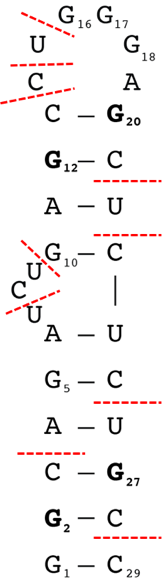 G₁₆ G₁₇
U G₁₈
C A
C – G₂₀
G₁₂ – C
A – U
G₁₀ – C
U
C |
U
A – U
G₅ – C
A – U
C – G₂₇
G₂ – C
G₁ – C₂₉